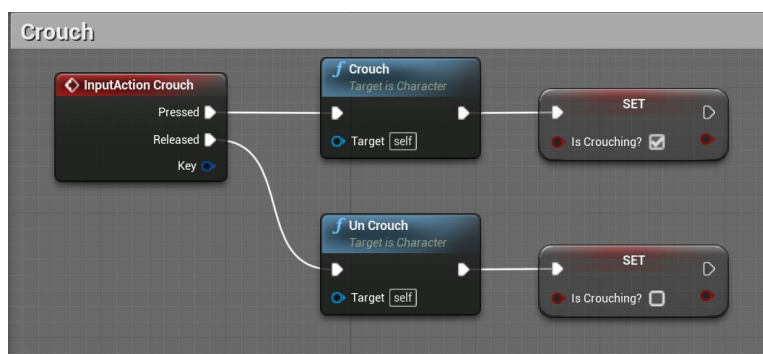 Crouch
InputAction Crouch
Pressed
Released
Key
f Crouch
Target is Character
Target self
SET
Is Crouching?
f Un Crouch
Target is Character
Target self
SET
Is Crouching?